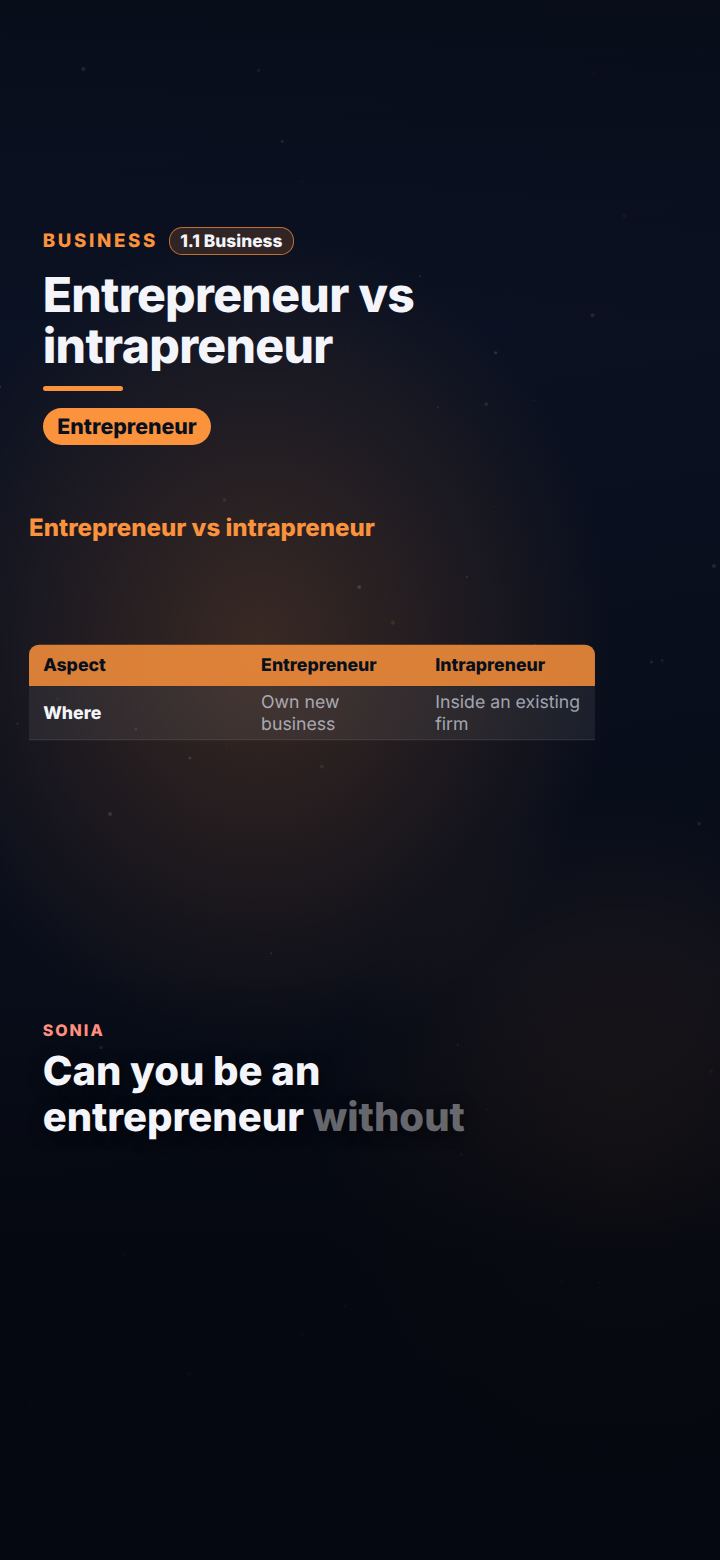 BUSINESS 1.1 Business
Entrepreneur vs
intrapreneur
Entrepreneur
Entrepreneur vs intrapreneur
Aspect Entrepreneur Intrapreneur
Where Own new business Inside an existing firm
SONIA
Can you be an
entrepreneur without